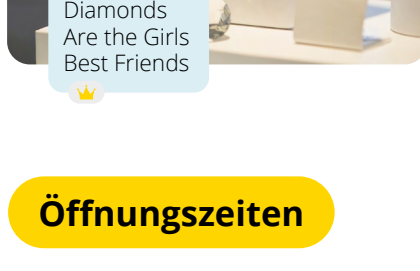 Diamonds
Are the Girls
Best Friends
Öffnungszeiten